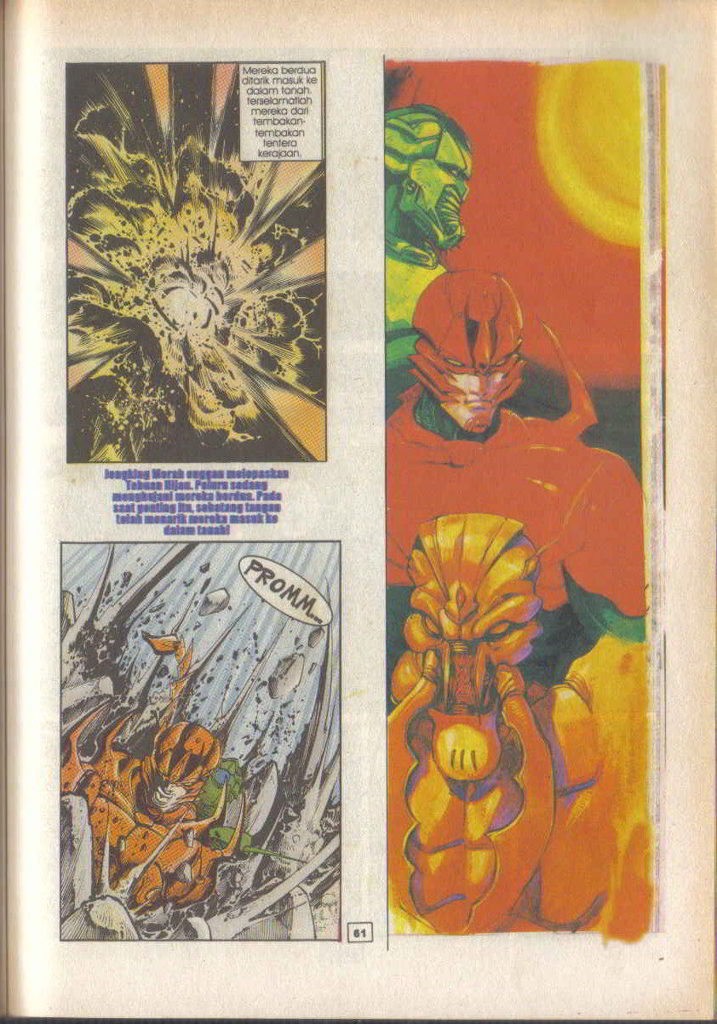 Mereka berdua
ditarik masuk ke
dalam tanah.
terselamatlah
mereka dari
tembakan-
tembakan
tentera
kerajaan.
Jengking Merah enggan melepaskan
Tebuan Hijau. Peluru sedang
menghujani mereka berdua. Pada
saat genting itu, sebatang tangan
telah menarik mereka masuk ke
dalam tanah!
PROMM...
61